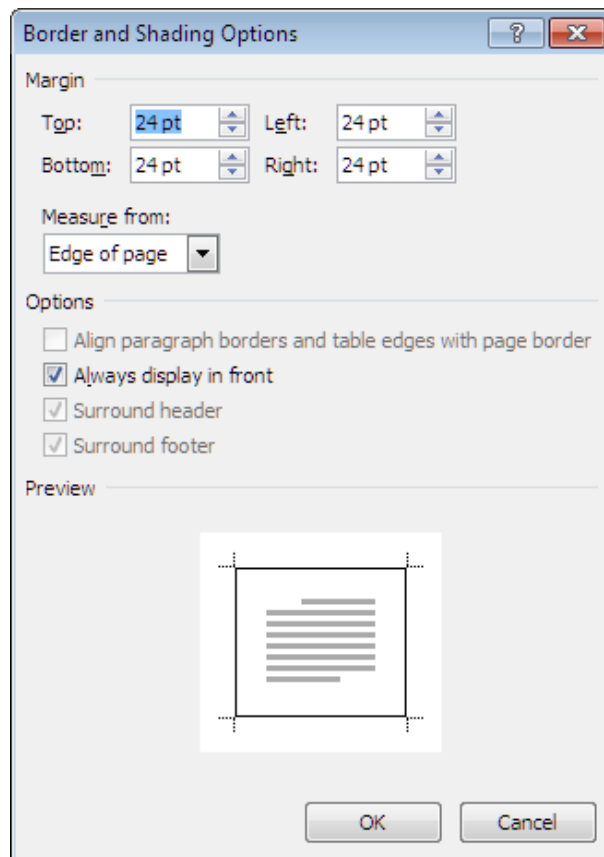 Border and Shading Options
Margin
Top: 24 pt Left: 24 pt
Bottom: 24 pt Right: 24 pt
Measure from:
Edge of page
Options
Align paragraph borders and table edges with page border
Always display in front
Surround header
Surround footer
Preview
OK Cancel